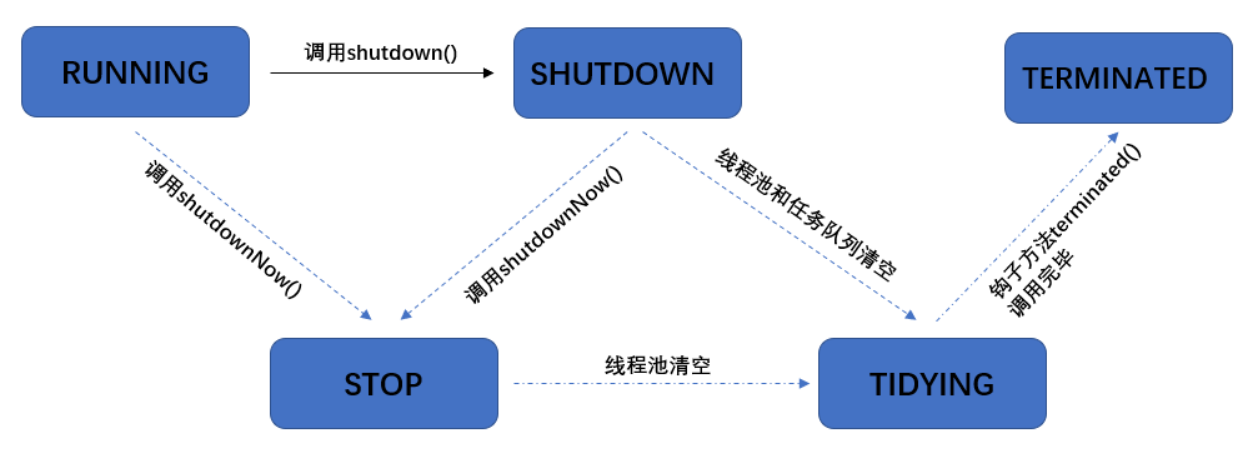 RUNNING
调用shutdown()
SHUTDOWN
TERMINATED
调用shutdownNow()
调用shutdownNow()
线程池和任务队列清空
钩子方法terminated()
调用完毕
STOP
线程池清空
TIDYING